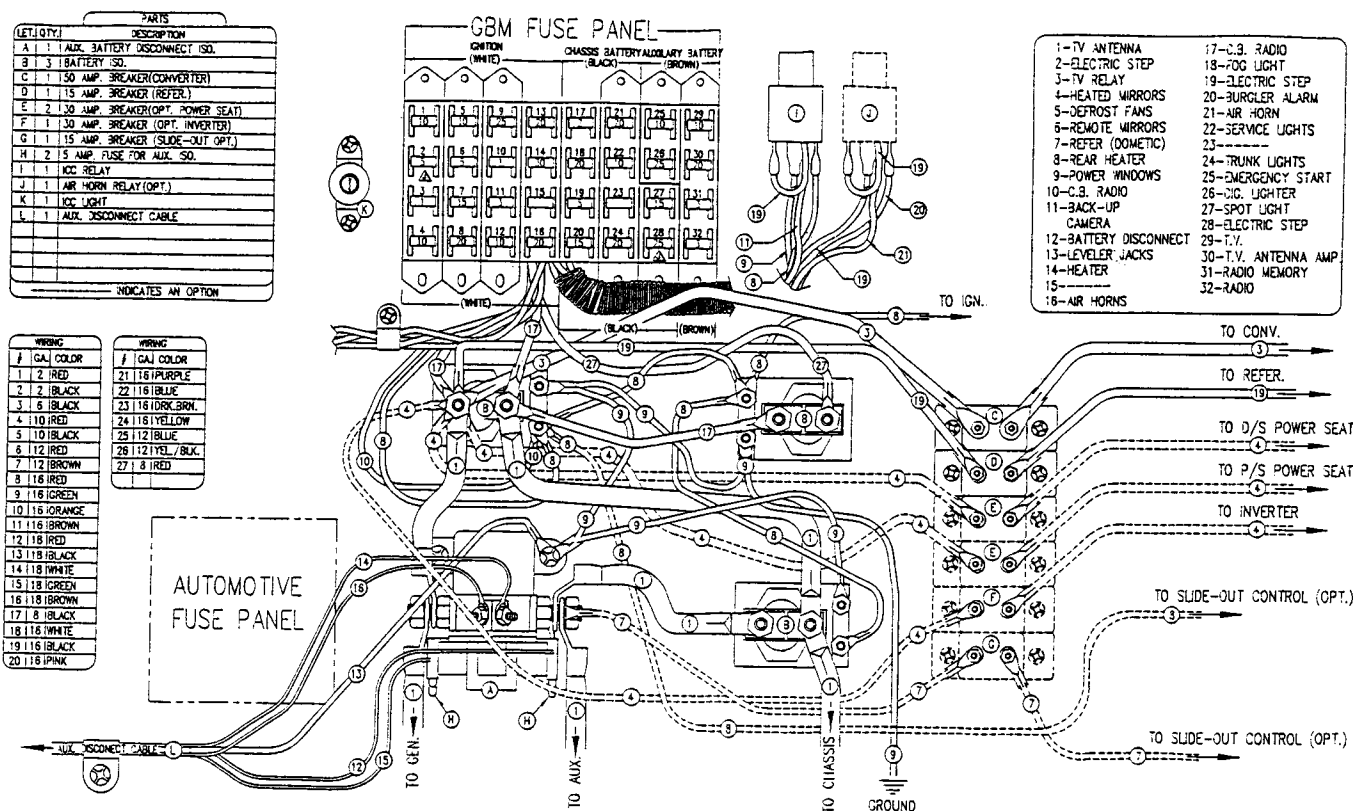 PARTS
LET. QTY. DESCRIPTION
A 1 AUX. BATTERY DISCONNECT ISO.
B 3 BATTERY ISO.
C 1 50 AMP. BREAKER(CONVERTER)
D 1 15 AMP. BREAKER (REFER.)
E 2 30 AMP. BREAKER(OPT. POWER SEAT)
F 1 30 AMP. BREAKER (OPT. INVERTER)
G 1 15 AMP. BREAKER (SLIDE-OUT OPT.)
H 2 5 AMP. FUSE FOR AUX. ISO.
I 1 ICC RELAY
J 1 AIR HORN RELAY(OPT.)
K 1 ICC LIGHT
L 1 AUX. DISCONNECT CABLE
INDICATES AN OPTION
GBM FUSE PANEL
IGNITION
(WHITE)
CHASSIS BATTERY
(BLACK)
AUXILARY BATTERY
(BROWN)
(WHITE)
(BLACK)
(BROWN)
1-TV ANTENNA
2-ELECTRIC STEP
3-TV RELAY
4-HEATED MIRRORS
5-DEFROST FANS
6-REMOTE MIRRORS
7-REFER (DOMETIC)
8-REAR HEATER
9-POWER WINDOWS
10-C.B. RADIO
11-BACK-UP
CAMERA
12-BATTERY DISCONNECT
13-LEVELER JACKS
14-HEATER
15-------
16-AIR HORNS
17-C.B. RADIO
18-FOG LIGHT
19-ELECTRIC STEP
20-BURGLER ALARM
21-AIR HORN
22-SERVICE LIGHTS
23-------
24-TRUNK LIGHTS
25-EMERGENCY START
26-CIG. LIGHTER
27-SPOT LIGHT
28-ELECTRIC STEP
29-T.V.
30-T.V. ANTENNA AMP
31-RADIO MEMORY
32-RADIO
WIRING
# GA. COLOR
1 2 RED
2 2 BLACK
3 6 BLACK
4 10 RED
5 10 BLACK
6 12 RED
7 12 BROWN
8 16 RED
9 16 GREEN
10 16 ORANGE
11 16 BROWN
12 18 RED
13 18 BLACK
14 18 WHITE
15 18 GREEN
16 18 BROWN
17 8 BLACK
18 16 WHITE
19 16 BLACK
20 16 PINK
WIRING
# GA. COLOR
21 16 PURPLE
22 16 BLUE
23 16 DRK.BRN.
24 16 YELLOW
25 12 BLUE
26 12 YEL./BLK.
27 8 RED
AUTOMOTIVE
FUSE PANEL
TO IGN.
TO CONV.
TO REFER.
TO D/S POWER SEAT
TO P/S POWER SEAT
TO INVERTER
TO SLIDE-OUT CONTROL (OPT.)
TO SLIDE-OUT CONTROL (OPT.)
AUX. DISCONECT CABLE
TO GEN.
TO AUX.
TO CHASSIS
GROUND